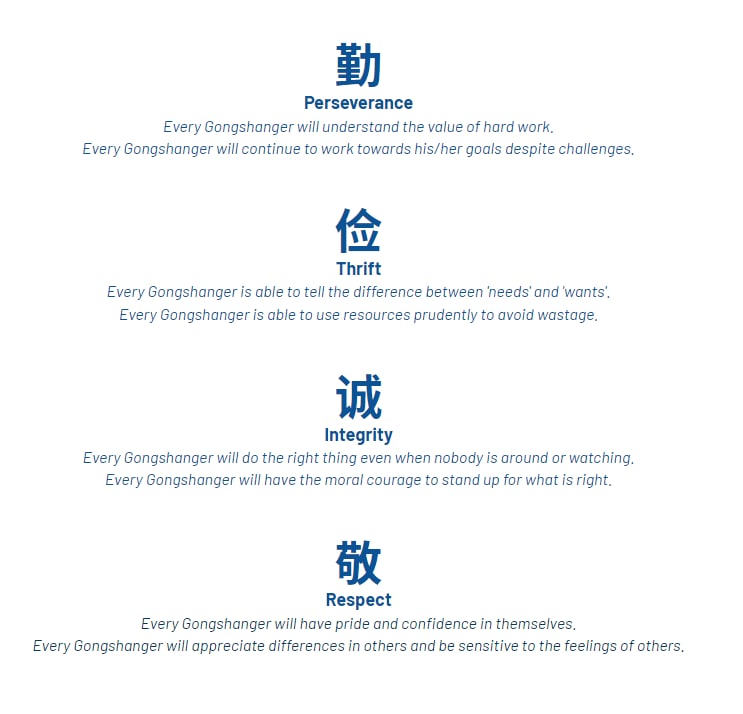 勤
Perseverance
Every Gongshanger will understand the value of hard work.
Every Gongshanger will continue to work towards his/her goals despite challenges.
俭
Thrift
Every Gongshanger is able to tell the difference between 'needs' and 'wants'.
Every Gongshanger is able to use resources prudently to avoid wastage.
诚
Integrity
Every Gongshanger will do the right thing even when nobody is around or watching.
Every Gongshanger will have the moral courage to stand up for what is right.
敬
Respect
Every Gongshanger will have pride and confidence in themselves.
Every Gongshanger will appreciate differences in others and be sensitive to the feelings of others.